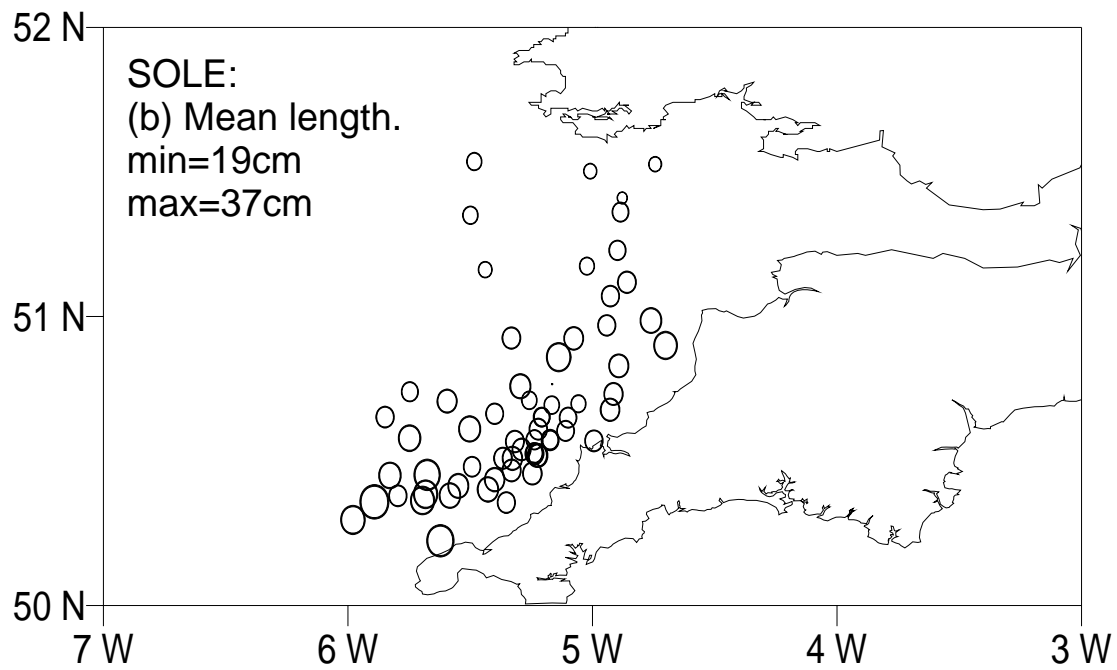 52 N
SOLE:
(b) Mean length.
min=19cm
max=37cm
51 N
50 N
7 W
6 W
5 W
4 W
3 W